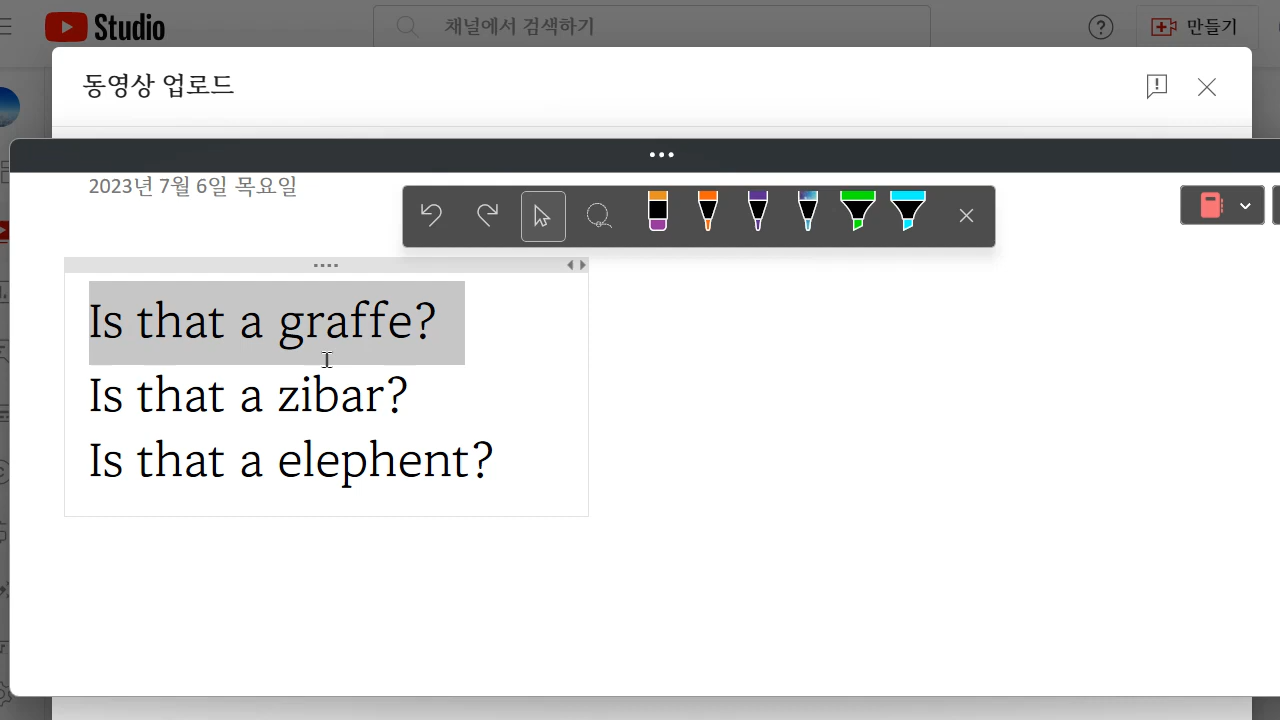 Studio
채널에서 검색하기
만들기
동영상 업로드
2023년 7월 6일 목요일
Is that a graffe?
Is that a zibar?
Is that a elephent?